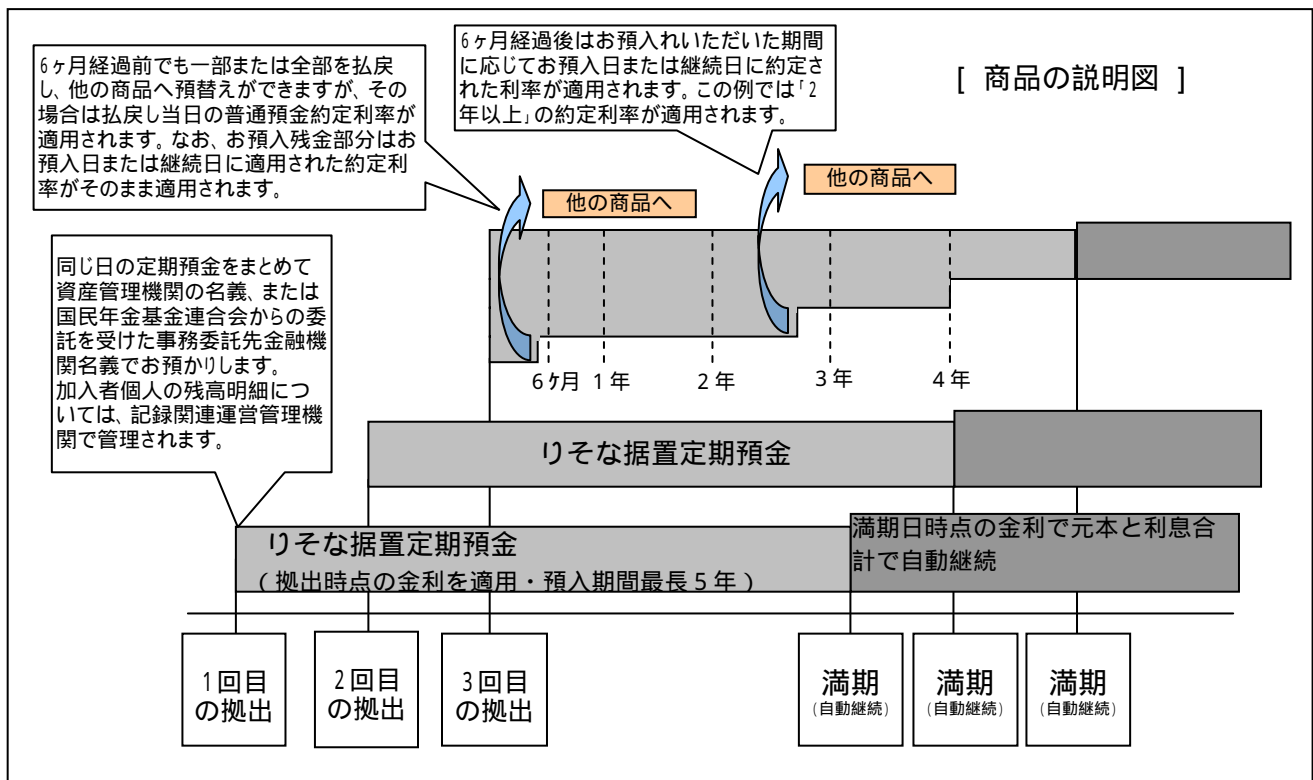 [ 商品の説明図 ]
6ヶ月経過前でも一部または全部を払戻
し、他の商品へ預替えができますが、その
場合は払戻し当日の普通預金約定利率が
適用されます。なお、お預入残金部分はお
預入日または継続日に適用された約定利
率がそのまま適用されます。
6ヶ月経過後はお預入れいただいた期間
に応じてお預入日または継続日に約定さ
れた利率が適用されます。この例では「2
年以上」の約定利率が適用されます。
他の商品へ
他の商品へ
同じ日の定期預金をまとめて
資産管理機関の名義、または
国民年金基金連合会からの委
託を受けた事務委託先金融機
関名義でお預かりします。
加入者個人の残高明細につ
いては、記録関連運営管理機
関で管理されます。
6ヶ月 1年 2年 3年 4年
りそな据置定期預金
りそな据置定期預金
(拠出時点の金利を適用・預入期間最長5年)
満期日時点の金利で元本と利息合
計で自動継続
1回目
の拠出
2回目
の拠出
3回目
の拠出
満期
(自動継続)
満期
(自動継続)
満期
(自動継続)